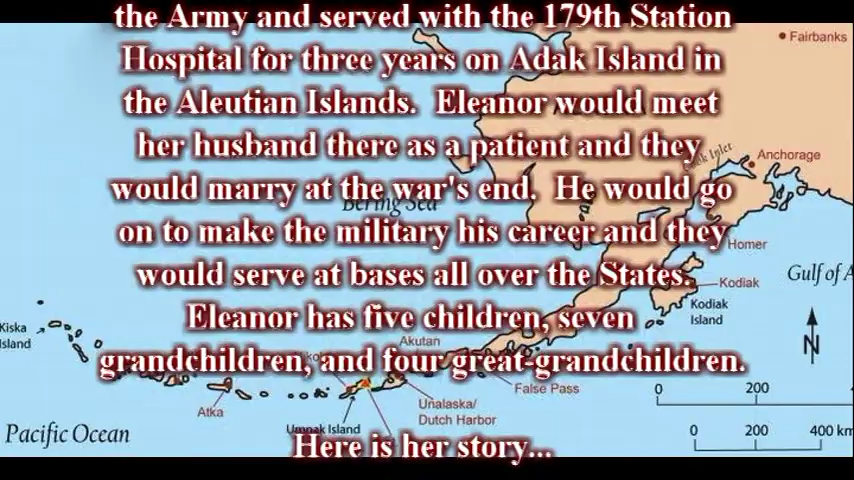 the Army and served with the 179th Station
Hospital for three years on Adak Island in
the Aleutian Islands.  Eleanor would meet
her husband there as a patient and they
would marry at the war's end.  He would go
on to make the military his career and they
would serve at bases all over the States.
Eleanor has five children, seven
grandchildren, and four great-grandchildren.
Here is her story...
Fairbanks
Anchorage
Inlet
Bering Sea
Homer
Kodiak
Kodiak
Island
Gulf of A
N
Kiska
Island
Akutan
False Pass
Atka
Unalaska/
Dutch Harbor
Umnak Island
Pacific Ocean
0 200
0 200 400 km